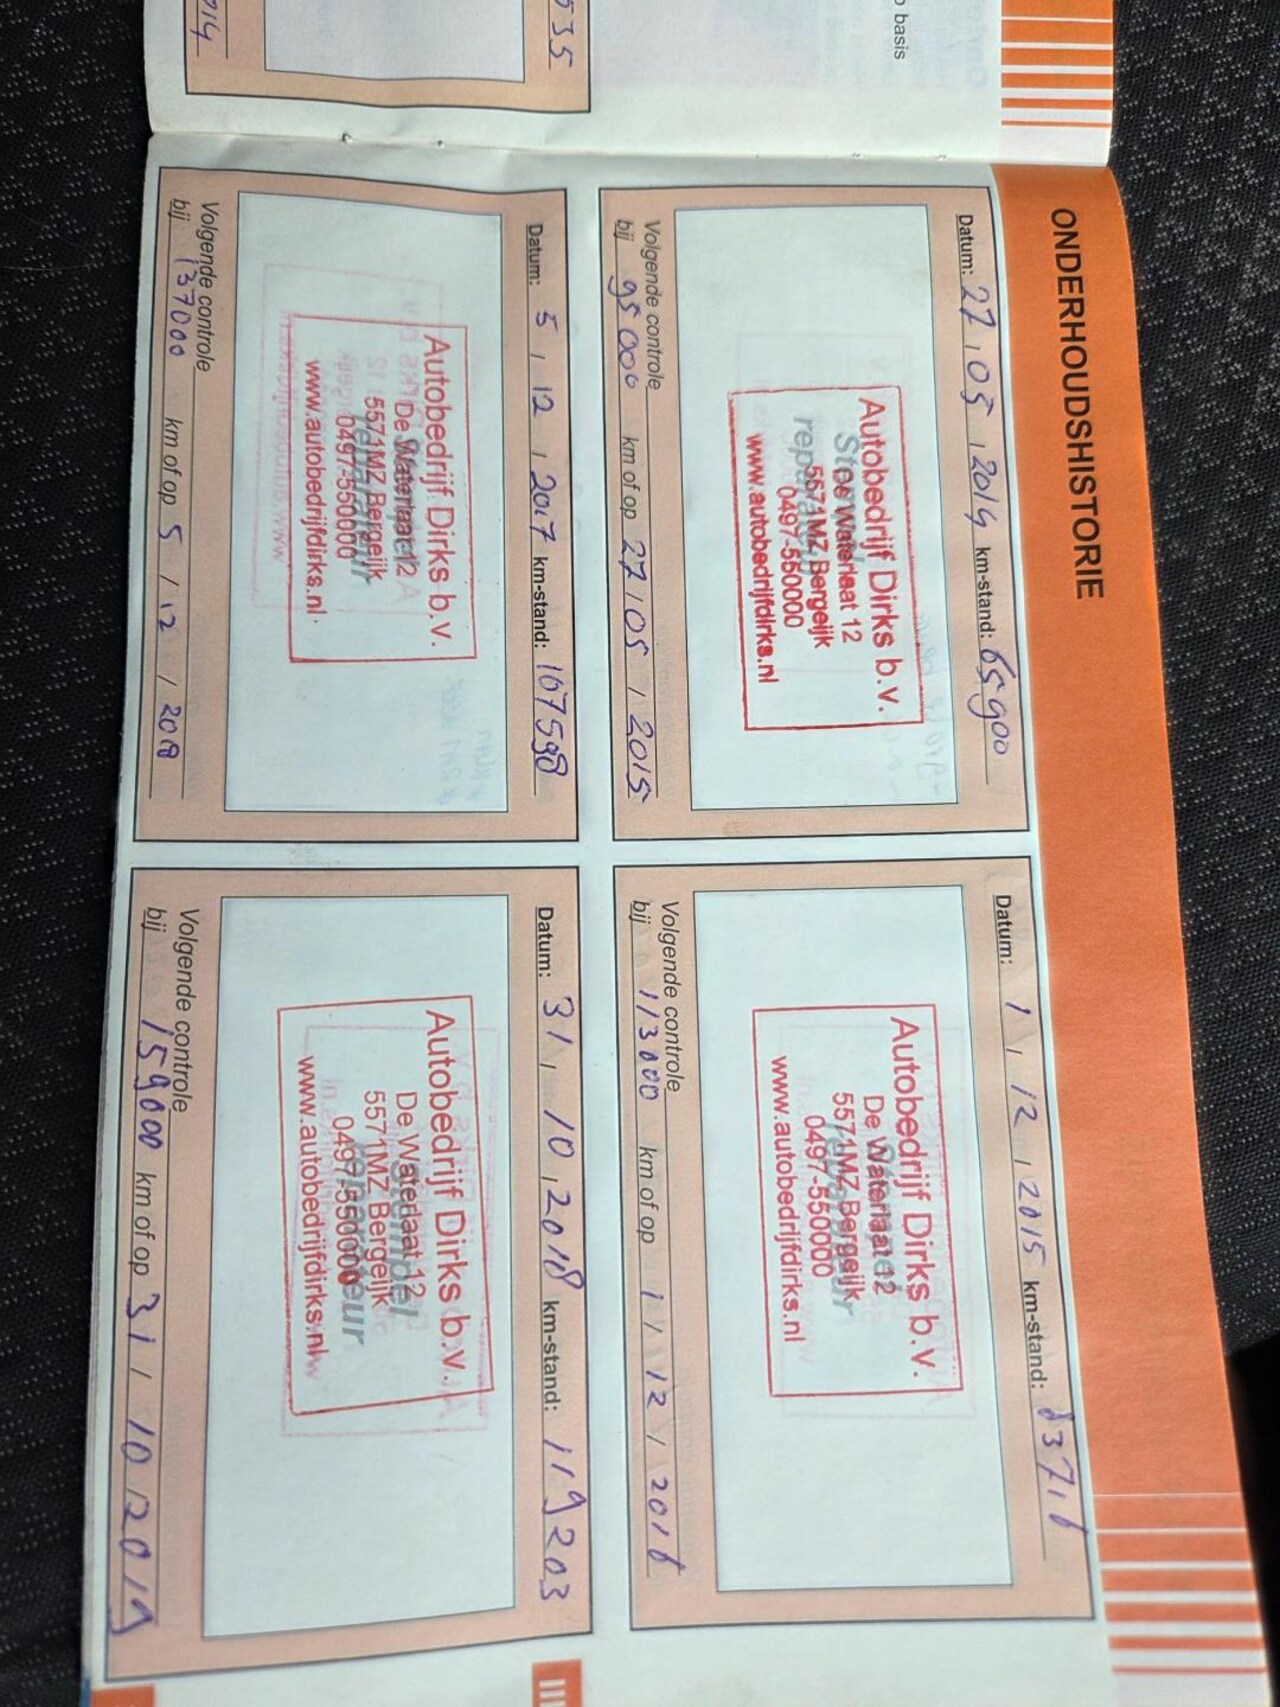 o basis
35
014
ONDERHOUDSHISTORIE
Datum: 27 / 05 / 2014 km-stand: 65900
Autobedrijf Dirks b.v.
De Waterlaat 12
5571MZ Bergeijk
0497-550000
www.autobedrijfdirks.nl
Volgende controle
bij 95000 km of op 27 / 05 / 2015
Datum: 1 / 12 / 2015 km-stand: 83716
Autobedrijf Dirks b.v.
De Waterlaat 12
5571MZ Bergeijk
0497-550000
www.autobedrijfdirks.nl
Volgende controle
bij 113000 km of op 1 / 12 / 2016
Datum: 5 / 12 / 2017 km-stand: 107598
Autobedrijf Dirks b.v.
De Waterlaat 12
5571MZ Bergeijk
0497-550000
www.autobedrijfdirks.nl
Volgende controle
bij 137000 km of op 5 / 12 / 2018
Datum: 31 / 10 / 2018 km-stand: 119203
Autobedrijf Dirks b.v.
De Waterlaat 12
5571MZ Bergeijk
0497-550000
www.autobedrijfdirks.nl
Volgende controle
bij 159000 km of op 31 / 10 / 2019